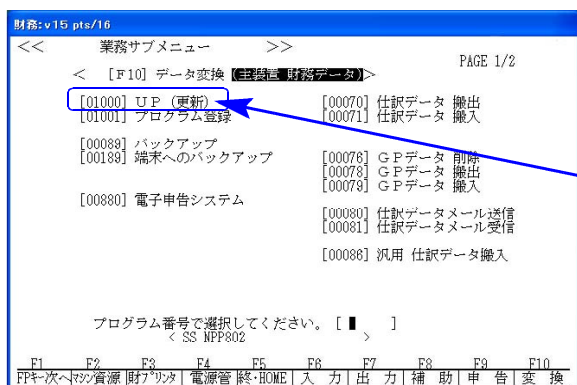 財務:v15 pts/16
<< 業務サブメニュー >>
PAGE 1/2
< [F10] データ変換 (主装置 財務データ)>
[01000] UP (更新) [00070] 仕訳データ 搬出
[01001] プログラム登録 [00071] 仕訳データ 搬入
[00089] バックアップ
[00189] 端末へのバックアップ [00076] GPデータ 削除
[00078] GPデータ 搬出
[00079] GPデータ 搬入
[00880] 電子申告システム
[00080] 仕訳データメール送信
[00081] 仕訳データメール受信
[00086] 汎用 仕訳データ搬入
プログラム番号で選択してください。 [ ]
< SS NPP802 >
F1 F2 F3 F4 F5 F6 F7 F8 F9 F10
FPキー次へ|マシン資源|財プリンタ|電源管|終・HOME|入 力|出 力|補 助|申 告|変 換